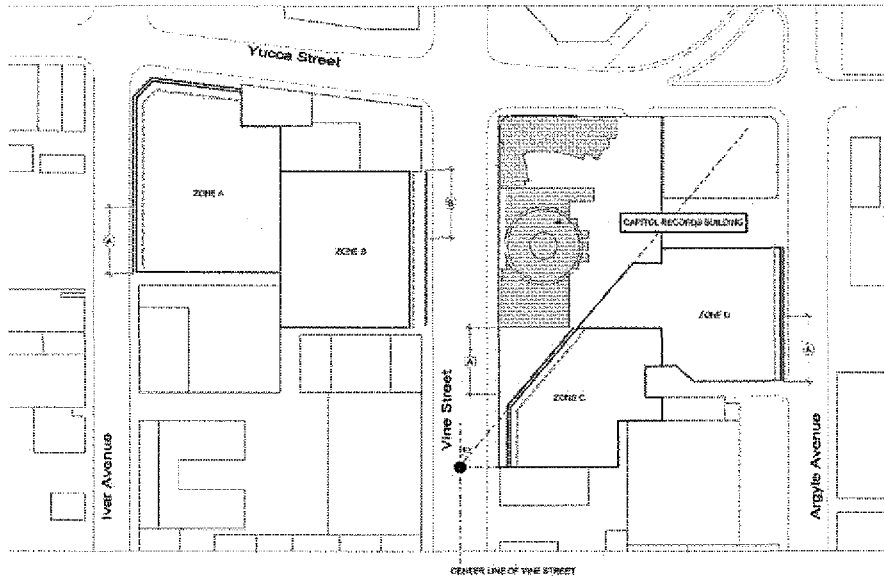 Yucca Street
ZONE A
ZONE B
CAPITOL RECORDS BUILDING
ZONE D
ZONE C
Ivar Avenue
Vine Street
Argyle Avenue
CENTER LINE OF VINE STREET